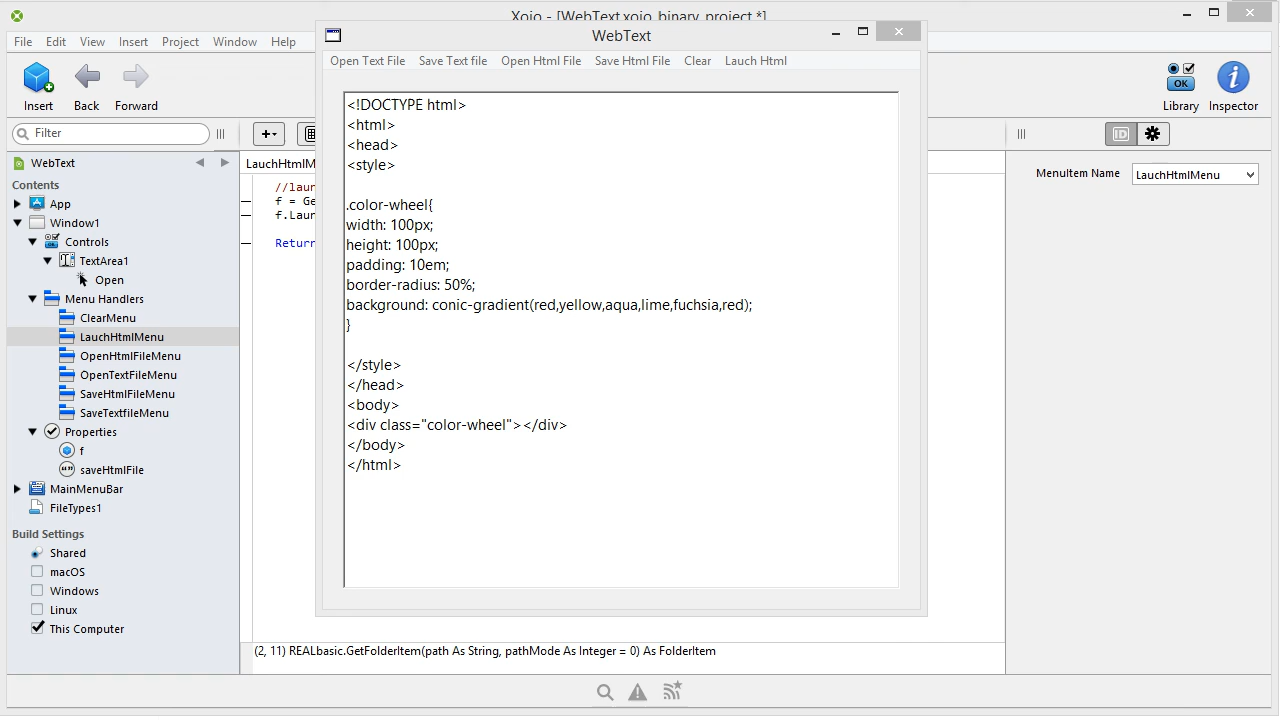 Xojo - [WebText.xojo_binary_project *]
File Edit View Insert Project Window Help
Insert Back Forward
Library Inspector
OK
Filter
WebText
Contents
App
Window1
Controls
TextArea1
Open
Menu Handlers
ClearMenu
LauchHtmlMenu
OpenHtmlFileMenu
OpenTextFileMenu
SaveHtmlFileMenu
SaveTextfileMenu
Properties
f
saveHtmlFile
MainMenuBar
FileTypes1
Build Settings
Shared
macOS
Windows
Linux
This Computer
LauchHtmlM
//laun
f = Ge
f.Laun
Return
WebText
Open Text File Save Text file Open Html File Save Html File Clear Lauch Html
<!DOCTYPE html>
<html>
<head>
<style>
.color-wheel{
width: 100px;
height: 100px;
padding: 10em;
border-radius: 50%;
background: conic-gradient(red,yellow,aqua,lime,fuchsia,red);
}
</style>
</head>
<body>
<div class="color-wheel"></div>
</body>
</html>
(2, 11) REALbasic.GetFolderItem(path As String, pathMode As Integer = 0) As FolderItem
ID
MenuItem Name LauchHtmlMenu